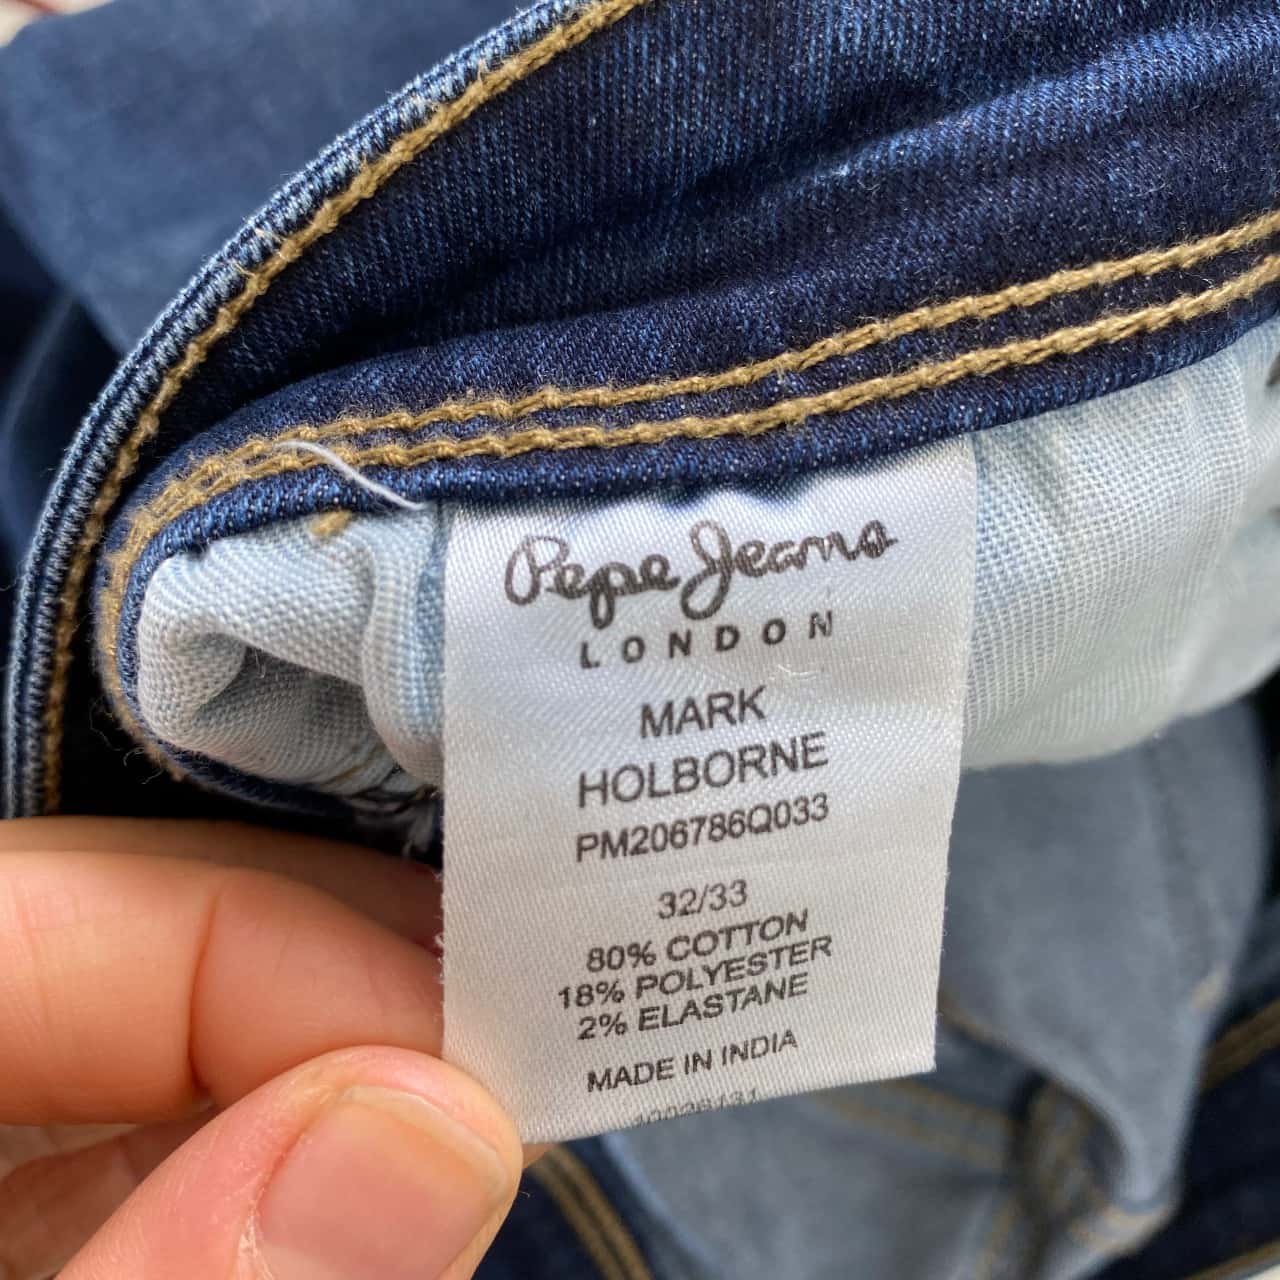 Pepe Jeans
LONDON
MARK
HOLBORNE
PM206786Q033
32/33
80% COTTON
18% POLYESTER
2% ELASTANE
MADE IN INDIA